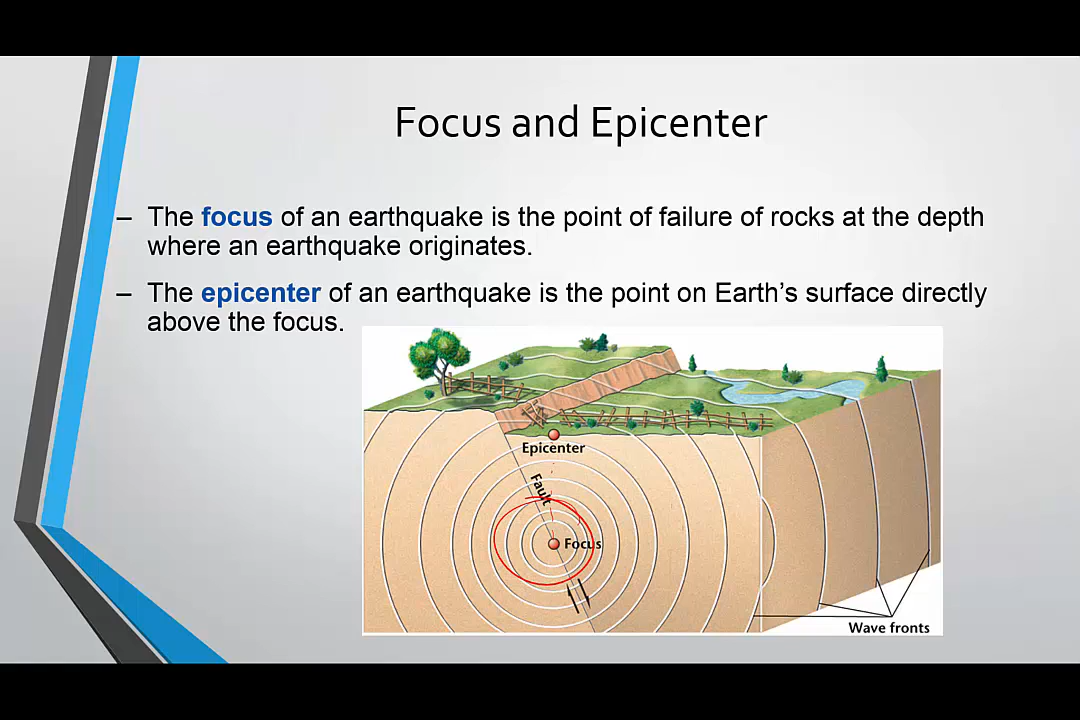 Focus and Epicenter
– The focus of an earthquake is the point of failure of rocks at the depth
where an earthquake originates.
– The epicenter of an earthquake is the point on Earth’s surface directly
above the focus.
Epicenter
Fault
Focus
Wave fronts